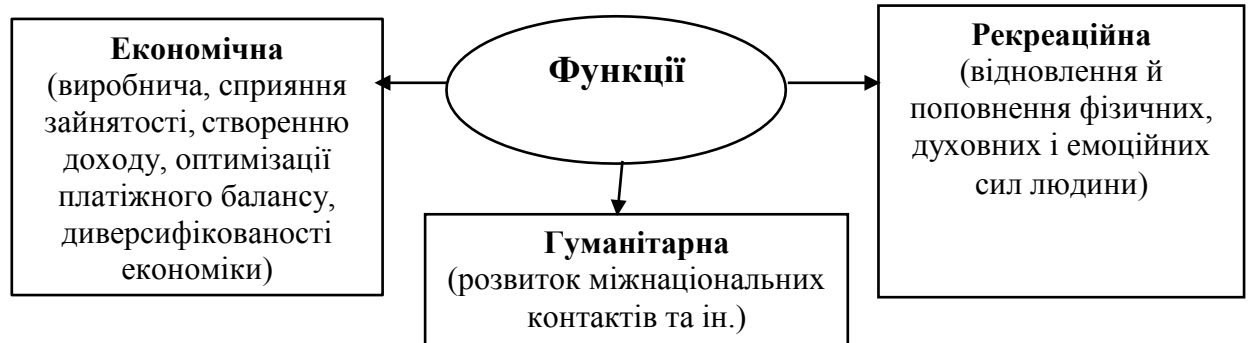 Функції
Економічна
(виробнича, сприяння
зайнятості, створенню
доходу, оптимізації
платіжного балансу,
диверсифікованості
економіки)
Гуманітарна
(розвиток міжнаціональних
контактів та ін.)
Рекреаційна
(відновлення й
поповнення фізичних,
духовних і емоційних
сил людини)